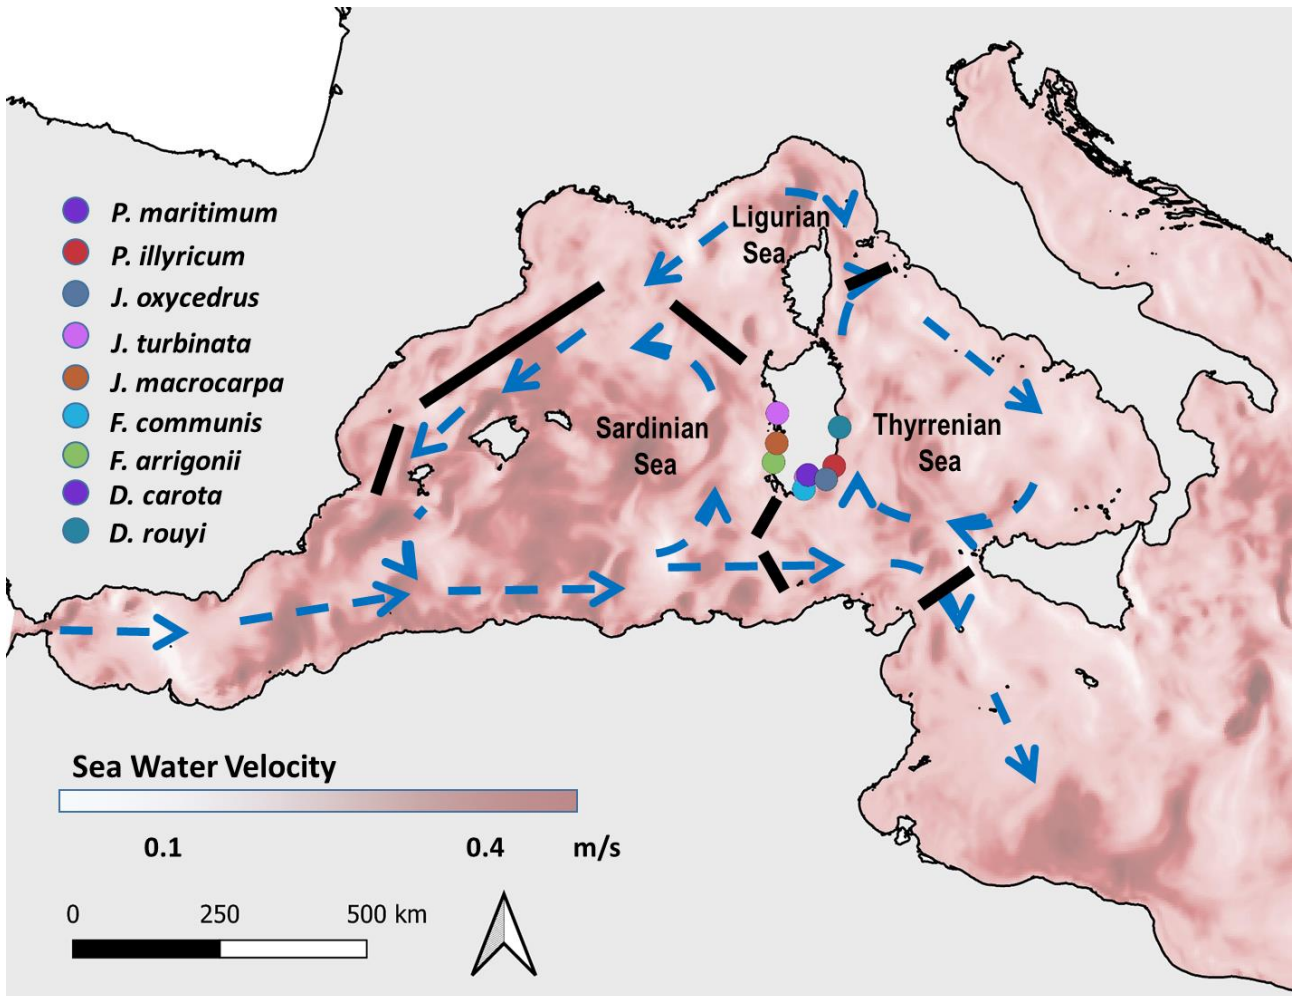 Ligurian
Sea
P. maritimum
P. illyricum
J. oxycedrus
J. turbinata
J. macrocarpa
F. communis
F. arrigonii
D. carota
D. rouyi
Sardinian
Sea
Thyrrenian
Sea
Sea Water Velocity
0.1 0.4 m/s
0 250 500 km